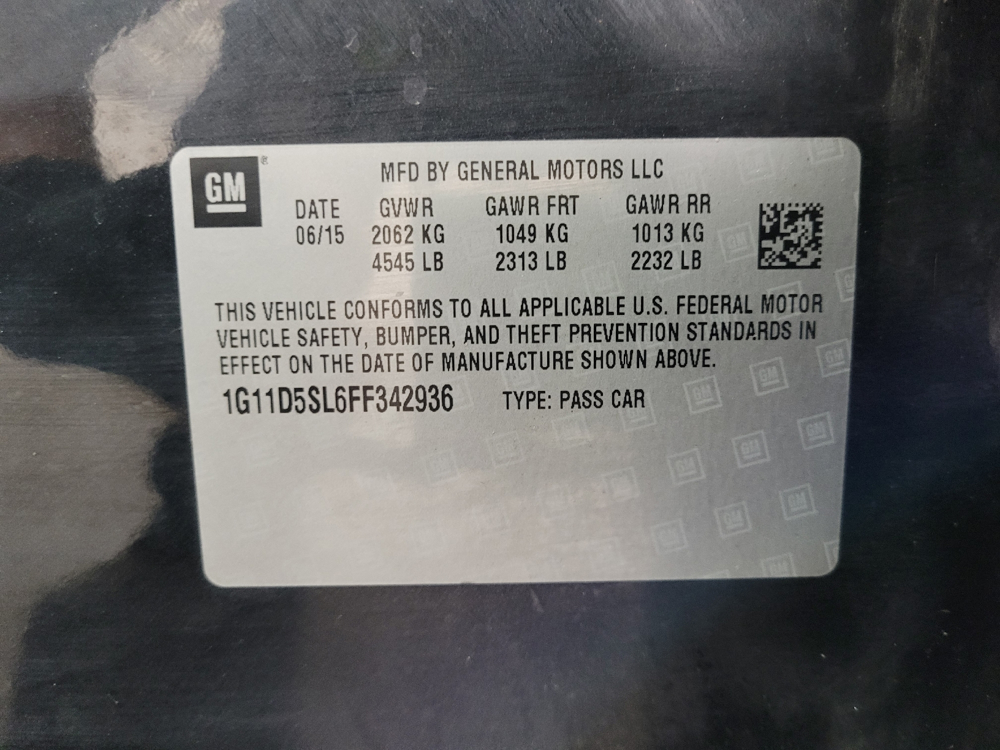 GM®
MFD BY GENERAL MOTORS LLC
DATE GVWR GAWR FRT GAWR RR
06/15 2062 KG 1049 KG 1013 KG
4545 LB 2313 LB 2232 LB
THIS VEHICLE CONFORMS TO ALL APPLICABLE U.S. FEDERAL MOTOR
VEHICLE SAFETY, BUMPER, AND THEFT PREVENTION STANDARDS IN
EFFECT ON THE DATE OF MANUFACTURE SHOWN ABOVE.
1G11D5SL6FF342936 TYPE: PASS CAR